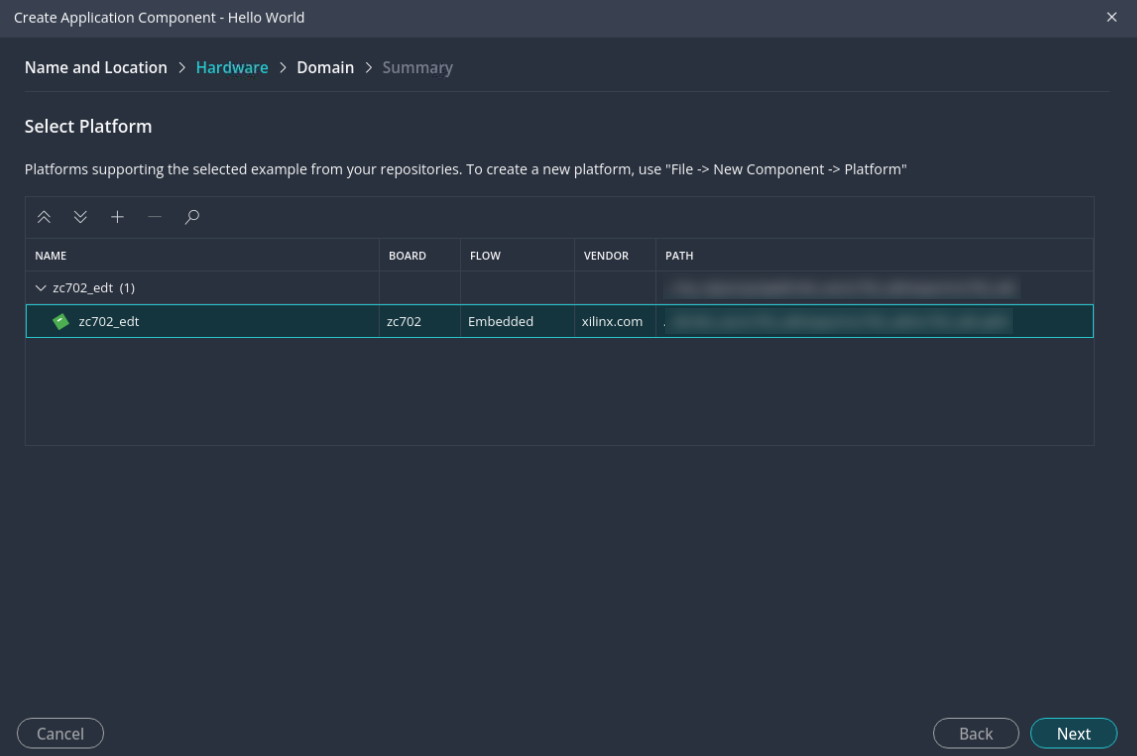 Create Application Component - Hello World
Name and Location > Hardware > Domain > Summary
Select Platform
Platforms supporting the selected example from your repositories. To create a new platform, use "File -> New Component -> Platform"
NAME BOARD FLOW VENDOR PATH
zc702_edt (1)
zc702_edt zc702 Embedded xilinx.com .
Cancel Back Next